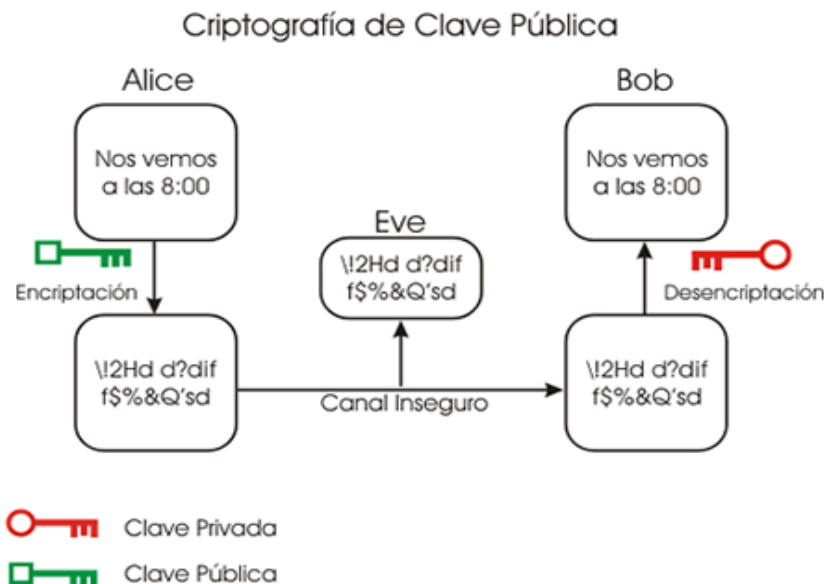 Criptografía de Clave Pública
Alice
Bob
Nos vemos
a las 8:00
Nos vemos
a las 8:00
Eve
\!2Hd d?dif
f$%&Q'sd
Encriptación
Desencriptación
\!2Hd d?dif
f$%&Q'sd
Canal Inseguro
\!2Hd d?dif
f$%&Q'sd
Clave Privada
Clave Pública